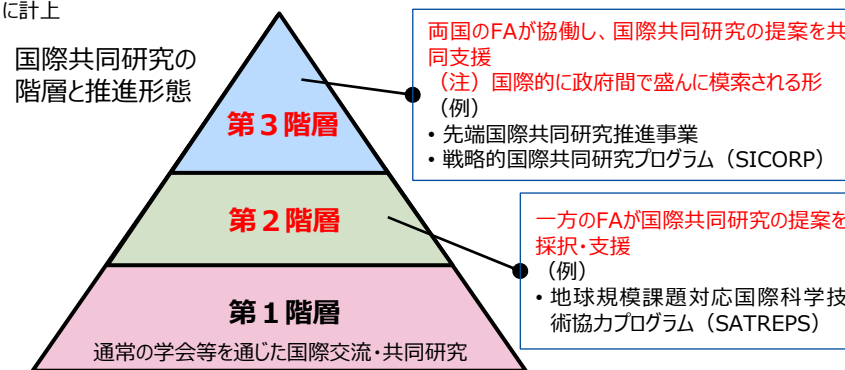 に計上
国際共同研究の
階層と推進形態
両国のFAが協働し、国際共同研究の提案を共
同支援
（注）国際的に政府間で盛んに模索される形
（例）
• 先端国際共同研究推進事業
• 戦略的国際共同研究プログラム（SICORP）
第３階層
第２階層
一方のFAが国際共同研究の提案を
採択・支援
（例）
• 地球規模課題対応国際科学技
術協力プログラム（SATREPS）
第１階層
通常の学会等を通じた国際交流・共同研究